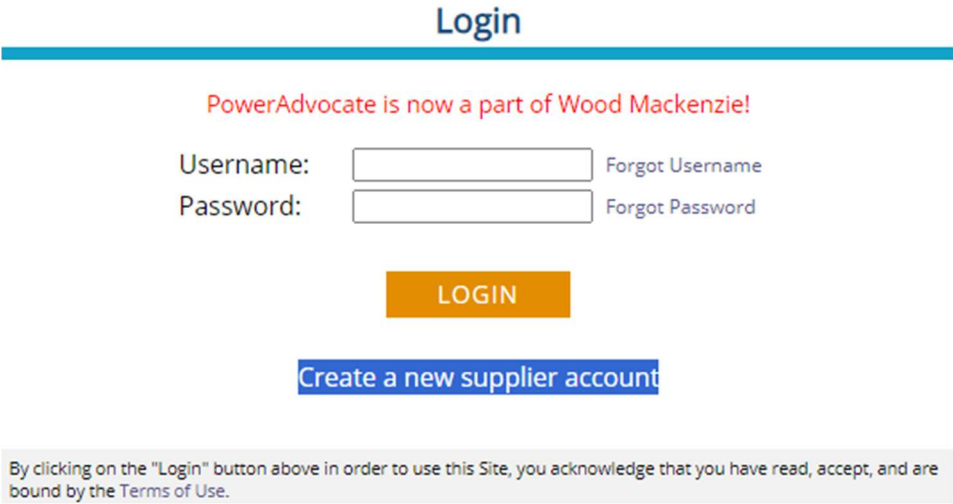 Login
PowerAdvocate is now a part of Wood Mackenzie!
Username: Forgot Username
Password: Forgot Password
LOGIN
Create a new supplier account
By clicking on the "Login" button above in order to use this Site, you acknowledge that you have read, accept, and are
bound by the Terms of Use.